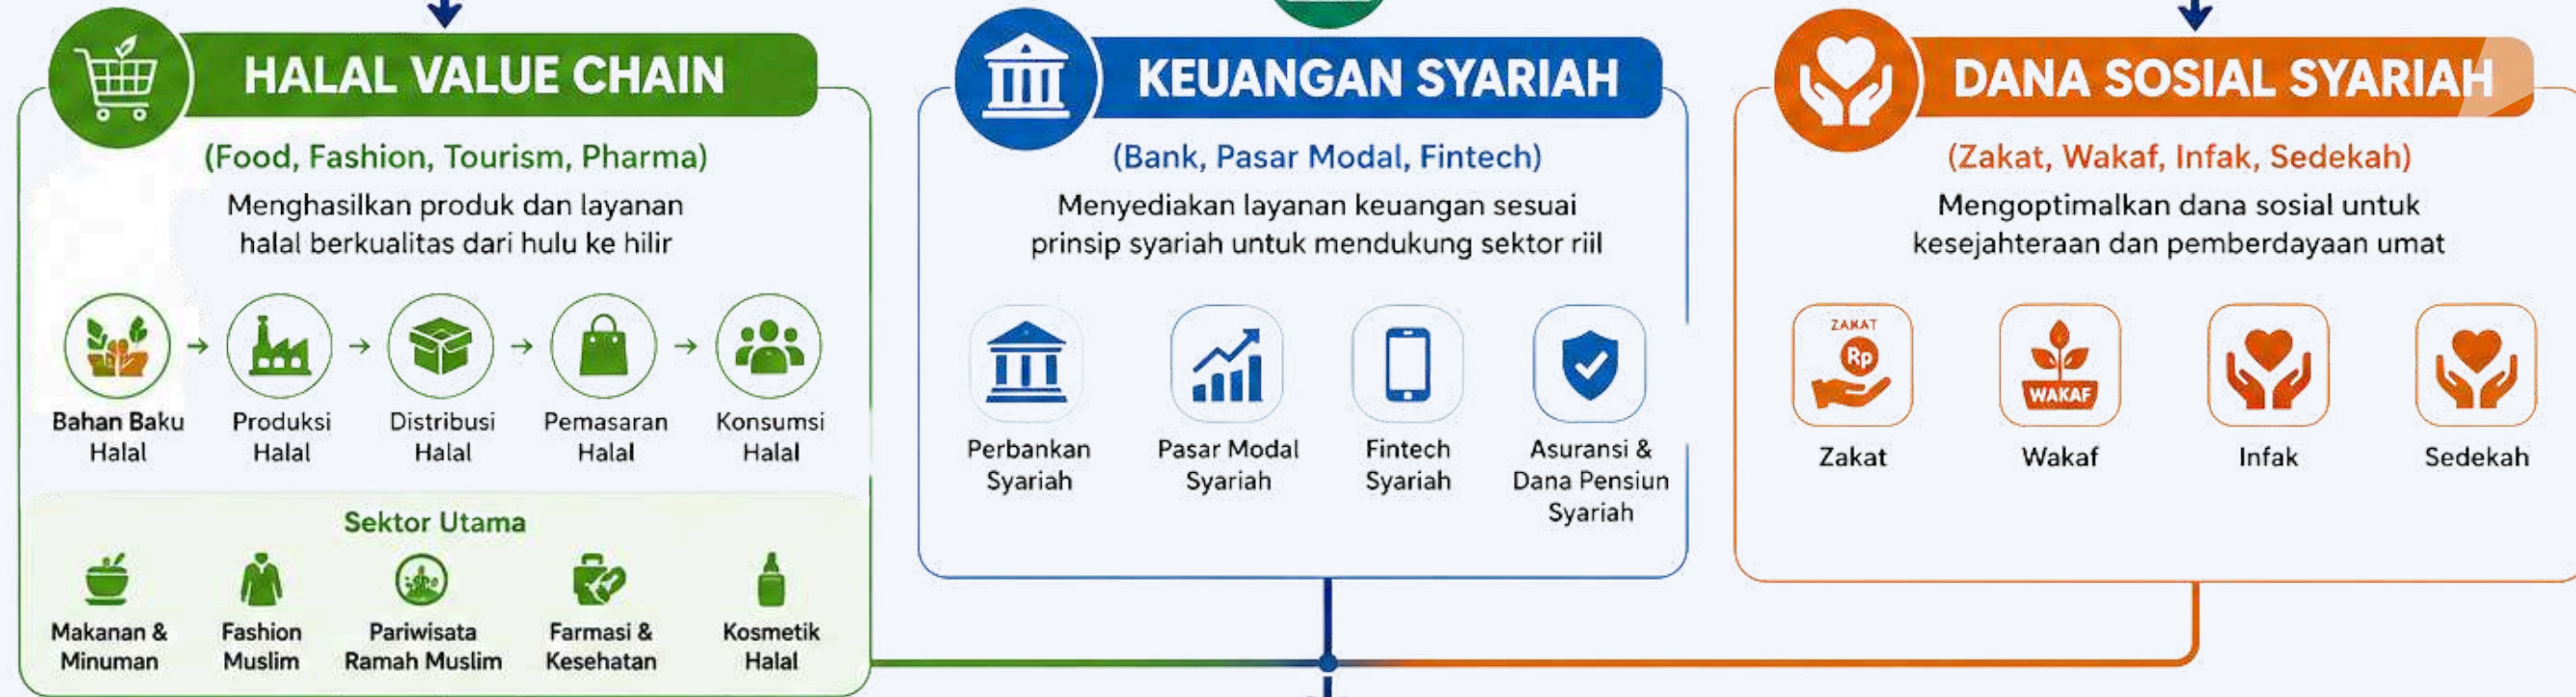 HALAL VALUE CHAIN
(Food, Fashion, Tourism, Pharma)
Menghasilkan produk dan layanan
halal berkualitas dari hulu ke hilir
Bahan Baku
Halal
Produksi
Halal
Distribusi
Halal
Pemasaran
Halal
Konsumsi
Halal
Sektor Utama
Makanan &
Minuman
Fashion
Muslim
Pariwisata
Ramah Muslim
Farmasi &
Kesehatan
Kosmetik
Halal
KEUANGAN SYARIAH
(Bank, Pasar Modal, Fintech)
Menyediakan layanan keuangan sesuai
prinsip syariah untuk mendukung sektor riil
Perbankan
Syariah
Pasar Modal
Syariah
Fintech
Syariah
Asuransi &
Dana Pensiun
Syariah
DANA SOSIAL SYARIAH
(Zakat, Wakaf, Infak, Sedekah)
Mengoptimalkan dana sosial untuk
kesejahteraan dan pemberdayaan umat
ZAKAT
Rp
Zakat
WAKAF
Wakaf
Infak
Sedekah